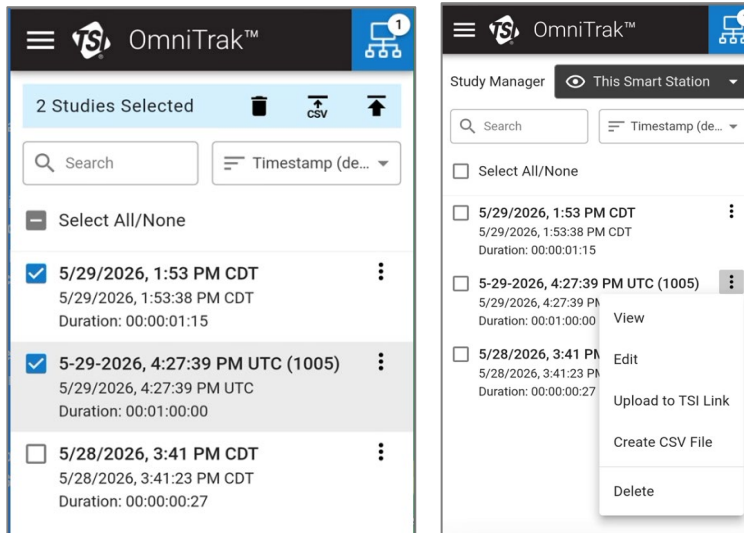 TSI OmniTrak™ 1
2 Studies Selected CSV
Search Timestamp (de...
Select All/None
5/29/2026, 1:53 PM CDT
5/29/2026, 1:53:38 PM CDT
Duration: 00:00:01:15
5-29-2026, 4:27:39 PM UTC (1005)
5/29/2026, 4:27:39 PM UTC
Duration: 00:01:00:00
5/28/2026, 3:41 PM CDT
5/28/2026, 3:41:23 PM CDT
Duration: 00:00:00:27
TSI OmniTrak™
Study Manager This Smart Station
Search Timestamp (de...
Select All/None
5/29/2026, 1:53 PM CDT
5/29/2026, 1:53:38 PM CDT
Duration: 00:00:01:15
5-29-2026, 4:27:39 PM UTC (1005)
5/29/2026, 4:27:39 PM
Duration: 00:01:00:00
5/28/2026, 3:41 PM
5/28/2026, 3:41:23 PM
Duration: 00:00:00:27
View
Edit
Upload to TSI Link
Create CSV File
Delete